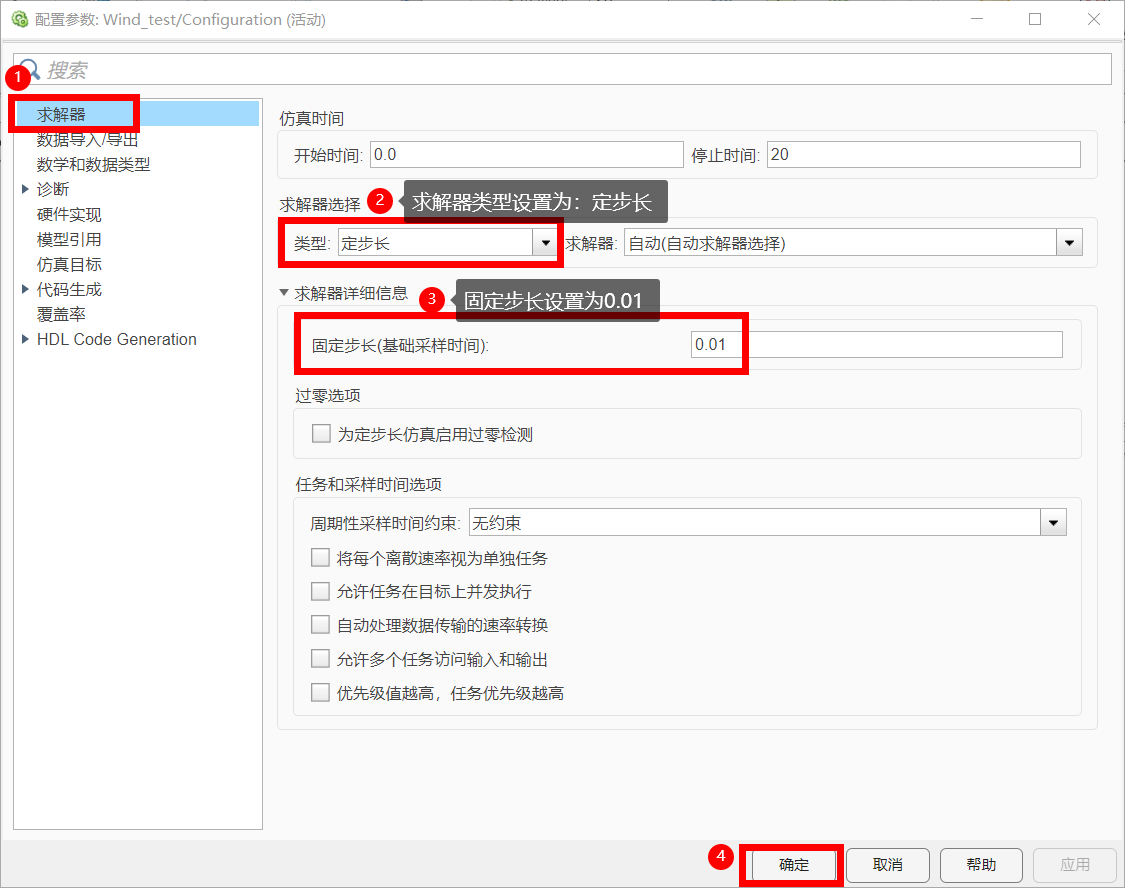 配置参数: Wind_test/Configuration (活动)
搜索
1
求解器
数据导入/导出
数学和数据类型
诊断
硬件实现
模型引用
仿真目标
代码生成
覆盖率
HDL Code Generation
仿真时间
开始时间: 0.0 停止时间: 20
求解器选择 2 求解器类型设置为：定步长
类型: 定步长 求解器: 自动(自动求解器选择)
求解器详细信息 3 固定步长设置为0.01
固定步长(基础采样时间): 0.01
过零选项
为定步长仿真启用过零检测
任务和采样时间选项
周期性采样时间约束: 无约束
将每个离散速率视为单独任务
允许任务在目标上并发执行
自动处理数据传输的速率转换
允许多个任务访问输入和输出
优先级值越高，任务优先级越高
4 确定 取消 帮助 应用